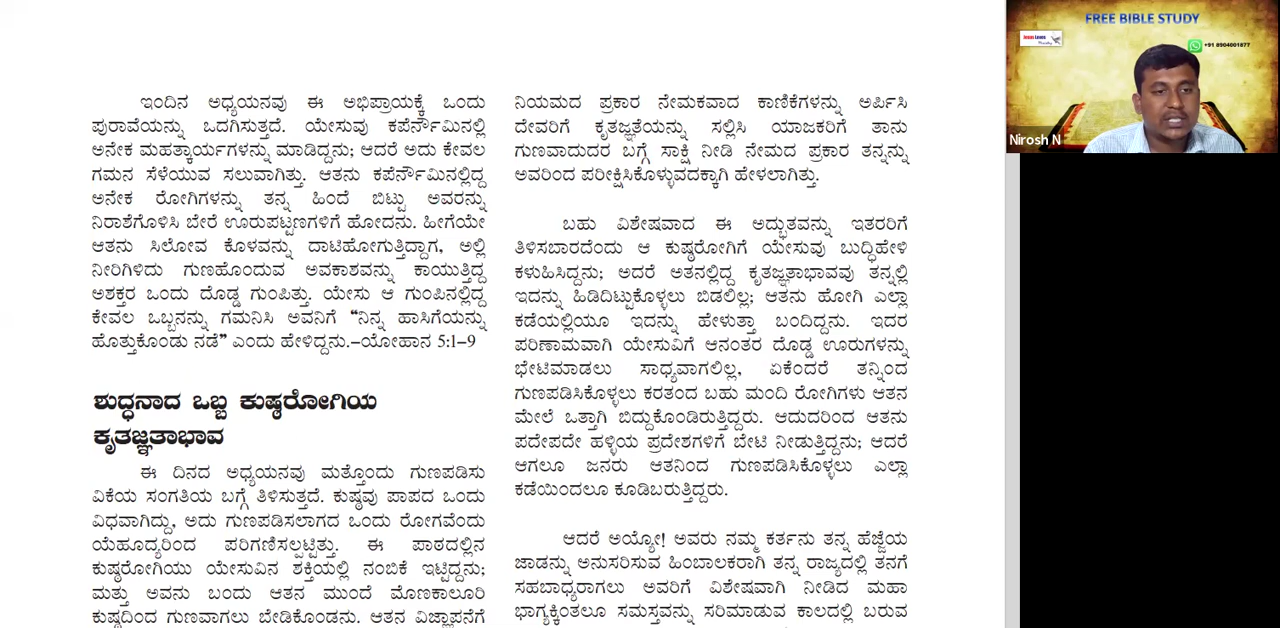 ಇಂದಿನ ಅಧ್ಯಯನವು ಈ ಅಭಿಪ್ರಾಯಕ್ಕೆ ಒಂದು
ಪುರಾವೆಯನ್ನು ಒದಗಿಸುತ್ತದೆ. ಯೇಸುವು ಕಪೆರ್ನೌಮಿನಲ್ಲಿ
ಅನೇಕ ಮಹತ್ಕಾರ್ಯಗಳನ್ನು ಮಾಡಿದ್ದನು; ಆದರೆ ಅದು ಕೇವಲ
ಗಮನ ಸೆಳೆಯುವ ಸಲುವಾಗಿತ್ತು. ಆತನು ಕಪೆರ್ನೌಮಿನಲ್ಲಿದ್ದ
ಅನೇಕ ರೋಗಿಗಳನ್ನು ತನ್ನ ಹಿಂದೆ ಬಿಟ್ಟು ಅವರನ್ನು
ನಿರಾಶೆಗೊಳಿಸಿ ಬೇರೆ ಊರುಪಟ್ಟಣಗಳಿಗೆ ಹೋದನು. ಹೀಗೆಯೇ
ಆತನು ಸಿಲೋವ ಕೊಳವನ್ನು ದಾಟಿಹೋಗುತ್ತಿದ್ದಾಗ, ಅಲ್ಲಿ
ನೀರಿಗಿಳಿದು ಗುಣಹೊಂದುವ ಅವಕಾಶವನ್ನು ಕಾಯುತ್ತಿದ್ದ
ಅಶಕ್ತರ ಒಂದು ದೊಡ್ಡ ಗುಂಪಿತ್ತು. ಯೇಸು ಆ ಗುಂಪಿನಲ್ಲಿದ್ದ
ಕೇವಲ ಒಬ್ಬನನ್ನು ಗಮನಿಸಿ ಅವನಿಗೆ “ನಿನ್ನ ಹಾಸಿಗೆಯನ್ನು
ಹೊತ್ತುಕೊಂಡು ನಡೆ” ಎಂದು ಹೇಳಿದ್ದನು.–ಯೋಹಾನ 5:1–9
ಶುದ್ಧನಾದ ಒಬ್ಬ ಕುಷ್ಠರೋಗಿಯ
ಕೃತಜ್ಞತಾಭಾವ
ಈ ದಿನದ ಅಧ್ಯಯನವು ಮತ್ತೊಂದು ಗುಣಪಡಿಸು
ವಿಕೆಯ ಸಂಗತಿಯ ಬಗ್ಗೆ ತಿಳಿಸುತ್ತದೆ. ಕುಷ್ಠವು ಪಾಪದ ಒಂದು
ವಿಧವಾಗಿದ್ದು, ಅದು ಗುಣಪಡಿಸಲಾಗದ ಒಂದು ರೋಗವೆಂದು
ಯೆಹೂದ್ಯರಿಂದ ಪರಿಗಣಿಸಲ್ಪಟ್ಟಿತ್ತು. ಈ ಪಾಠದಲ್ಲಿನ
ಕುಷ್ಠರೋಗಿಯು ಯೇಸುವಿನ ಶಕ್ತಿಯಲ್ಲಿ ನಂಬಿಕೆ ಇಟ್ಟಿದ್ದನು;
ಮತ್ತು ಅವನು ಬಂದು ಆತನ ಮುಂದೆ ಮೊಣಕಾಲೂರಿ
ಕುಷ್ಠದಿಂದ ಗುಣವಾಗಲು ಬೇಡಿಕೊಂಡನು. ಆತನ ವಿಜ್ಞಾಪನೆಗೆ
ನಿಯಮದ ಪ್ರಕಾರ ನೇಮಕವಾದ ಕಾಣಿಕೆಗಳನ್ನು ಅರ್ಪಿಸಿ
ದೇವರಿಗೆ ಕೃತಜ್ಞತೆಯನ್ನು ಸಲ್ಲಿಸಿ ಯಾಜಕರಿಗೆ ತಾನು
ಗುಣವಾದುದರ ಬಗ್ಗೆ ಸಾಕ್ಷಿ ನೀಡಿ ನೇಮದ ಪ್ರಕಾರ ತನ್ನನ್ನು
ಅವರಿಂದ ಪರೀಕ್ಷಿಸಿಕೊಳ್ಳುವದಕ್ಕಾಗಿ ಹೇಳಲಾಗಿತ್ತು.
ಬಹು ವಿಶೇಷವಾದ ಈ ಅದ್ಭುತವನ್ನು ಇತರರಿಗೆ
ತಿಳಿಸಬಾರದೆಂದು ಆ ಕುಷ್ಠರೋಗಿಗೆ ಯೇಸುವು ಬುದ್ಧಿಹೇಳಿ
ಕಳುಹಿಸಿದ್ದನು; ಅದರೆ ಅತನಲ್ಲಿದ್ದ ಕೃತಜ್ಞತಾಭಾವವು ತನ್ನಲ್ಲಿ
ಇದನ್ನು ಹಿಡಿದಿಟ್ಟುಕೊಳ್ಳಲು ಬಿಡಲಿಲ್ಲ; ಆತನು ಹೋಗಿ ಎಲ್ಲಾ
ಕಡೆಯಲ್ಲಿಯೂ ಇದನ್ನು ಹೇಳುತ್ತಾ ಬಂದಿದ್ದನು. ಇದರ
ಪರಿಣಾಮವಾಗಿ ಯೇಸುವಿಗೆ ಆನಂತರ ದೊಡ್ಡ ಊರುಗಳನ್ನು
ಭೇಟಿಮಾಡಲು ಸಾಧ್ಯವಾಗಲಿಲ್ಲ, ಏಕೆಂದರೆ ತನ್ನಿಂದ
ಗುಣಪಡಿಸಿಕೊಳ್ಳಲು ಕರತಂದ ಬಹು ಮಂದಿ ರೋಗಿಗಳು ಆತನ
ಮೇಲೆ ಒತ್ತಾಗಿ ಬಿದ್ದುಕೊಂಡಿರುತ್ತಿದ್ದರು. ಆದುದರಿಂದ ಆತನು
ಪದೇಪದೇ ಹಳ್ಳಿಯ ಪ್ರದೇಶಗಳಿಗೆ ಬೇಟಿ ನೀಡುತ್ತಿದ್ದನು; ಆದರೆ
ಆಗಲೂ ಜನರು ಆತನಿಂದ ಗುಣಪಡಿಸಿಕೊಳ್ಳಲು ಎಲ್ಲಾ
ಕಡೆಯಿಂದಲೂ ಕೂಡಿಬರುತ್ತಿದ್ದರು.
ಆದರೆ ಅಯ್ಯೋ! ಅವರು ನಮ್ಮ ಕರ್ತನು ತನ್ನ ಹೆಜ್ಜೆಯ
ಜಾಡನ್ನು ಅನುಸರಿಸುವ ಹಿಂಬಾಲಕರಾಗಿ ತನ್ನ ರಾಜ್ಯದಲ್ಲಿ ತನಗೆ
ಸಹಬಾಧ್ಯರಾಗಲು ಅವರಿಗೆ ವಿಶೇಷವಾಗಿ ನೀಡಿದ ಮಹಾ
ಭಾಗ್ಯಕ್ಕಿಂತಲೂ ಸಮಸ್ತವನ್ನು ಸರಿಮಾಡುವ ಕಾಲದಲ್ಲಿ ಬರುವ
FREE BIBLE STUDY
Jesus Loves
+91 8904001877
Nirosh N